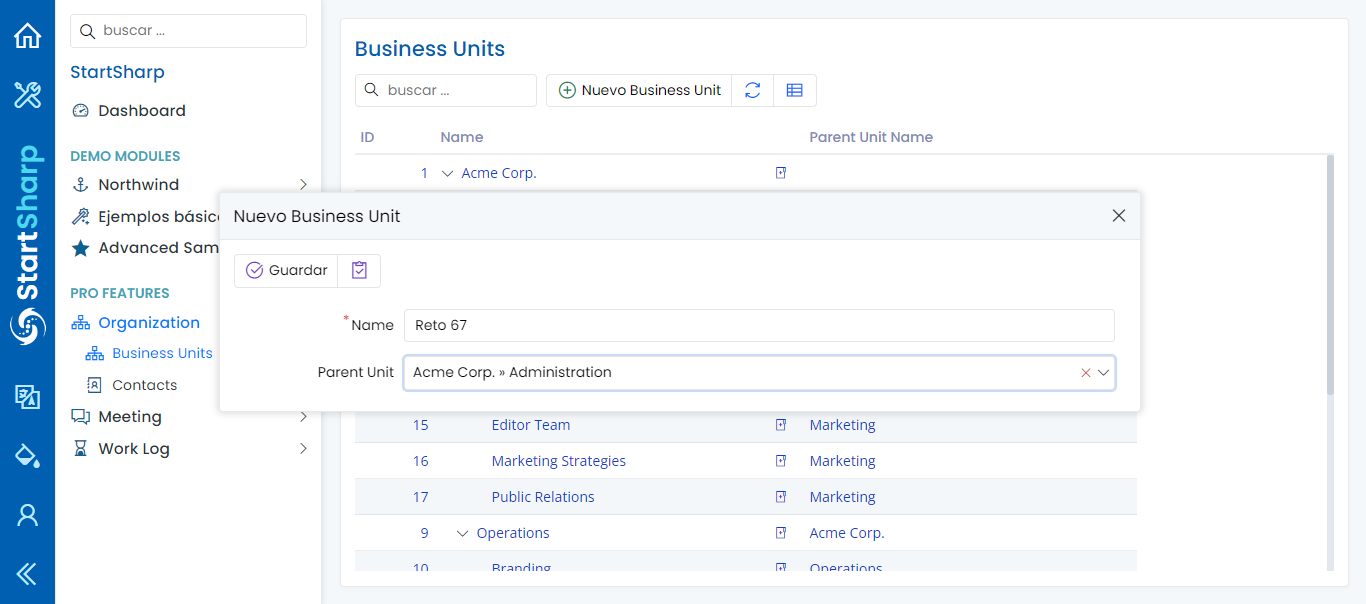 StartSharp
buscar ...
StartSharp
Dashboard
DEMO MODULES
Northwind
Ejemplos básic
Advanced Sam
PRO FEATURES
Organization
Business Units
Contacts
Meeting
Work Log
Business Units
buscar ...
Nuevo Business Unit
ID Name Parent Unit Name
1 Acme Corp.
Nuevo Business Unit
Guardar
* Name Reto 67
Parent Unit Acme Corp. » Administration
15 Editor Team Marketing
16 Marketing Strategies Marketing
17 Public Relations Marketing
9 Operations Acme Corp.
10 Branding Operations